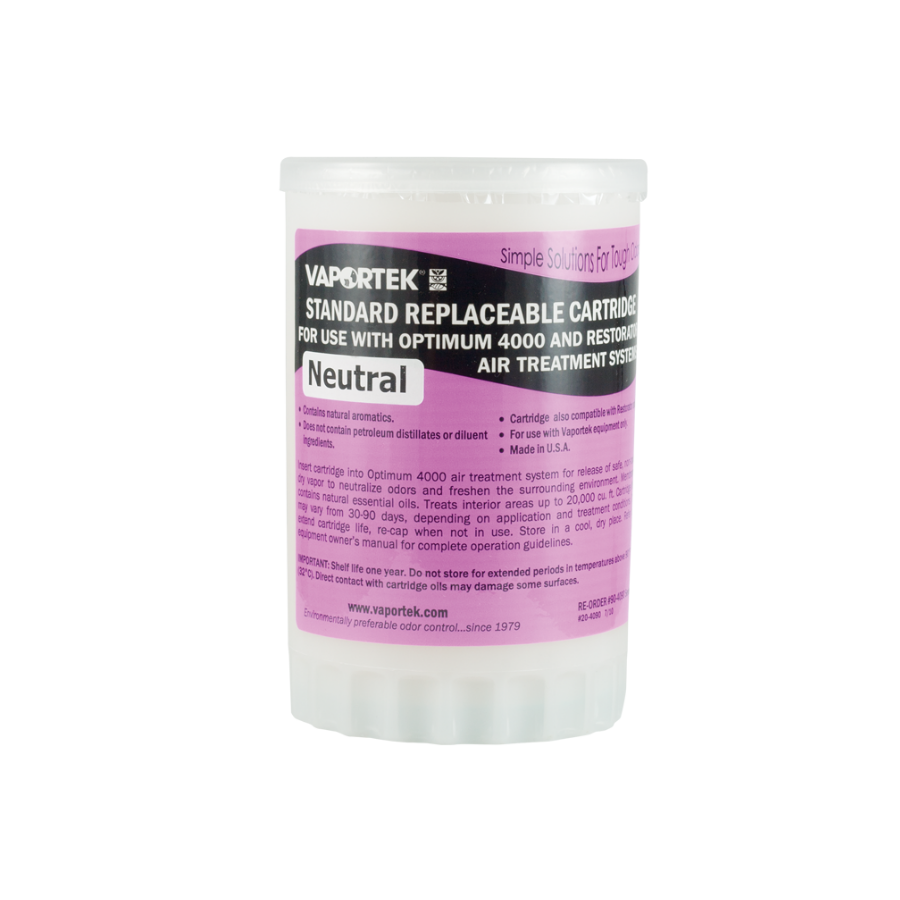 Simple Solutions For Tough
VAPORTEK
STANDARD REPLACEABLE CARTRIDGE
FOR USE WITH OPTIMUM 4000 AND
AIR TREATMENT
Neutral
• Contains natural aromatics.
• Does not contain petroleum distillates or diluent
ingredients.
• Cartridge also compatible with
• For use with Vaportek equipment only
• Made in U.S.A.
Insert cartridge into Optimum 4000 air treatment system for release of safe,
dry vapor to neutralize odors and freshen the surrounding environment.
contains natural essential oils. Treats interior areas up to 20,000 cu. ft.
may vary from 30-90 days, depending on application and treatment
extend cartridge life, re-cap when not in use. Store in a cool, dry place.
equipment owner's manual for complete operation guidelines.
IMPORTANT: Shelf life one year. Do not store for extended periods in temperatures above
(32°C). Direct contact with cartridge oils may damage some surfaces.
www.vaportek.com
Environmentally preferable odor control...since 1979
RE-ORDER
#20-4090 7/10